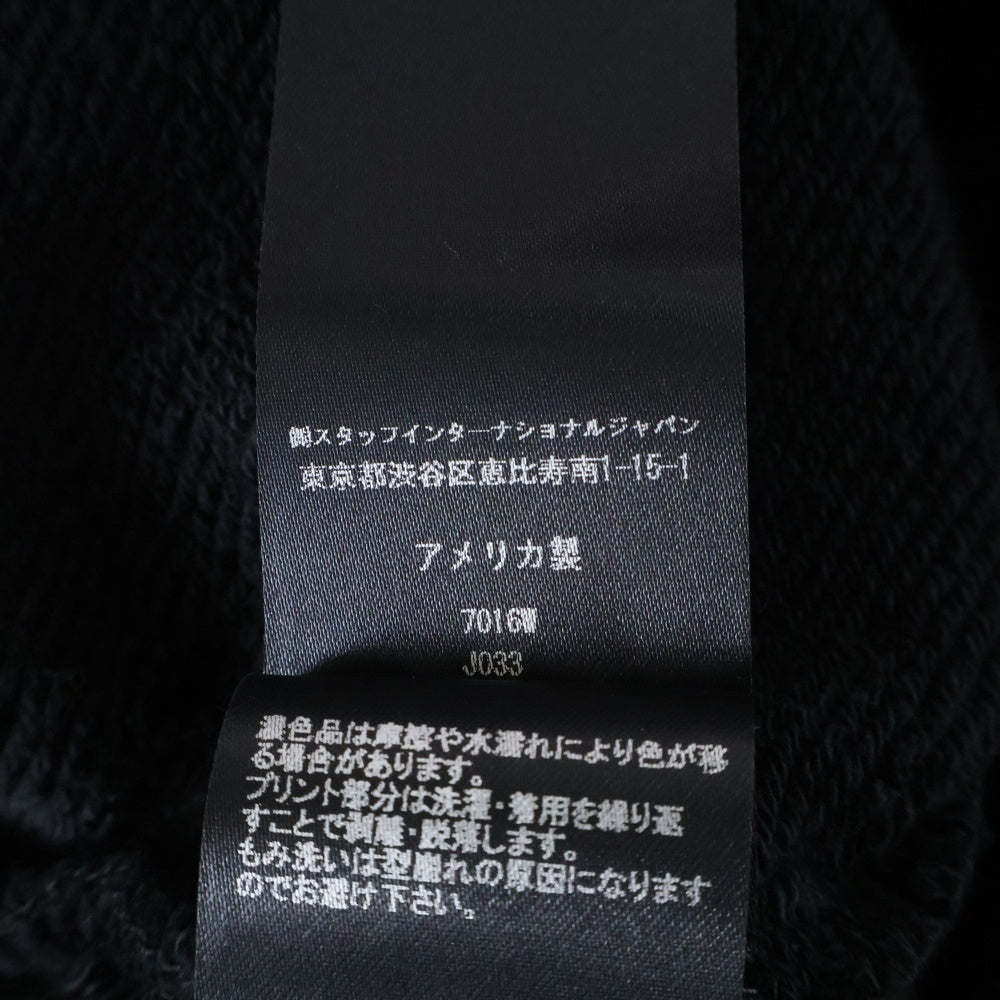 ㈱スタッフインターナショナルジャパン
東京都渋谷区恵比寿南1-15-1
アメリカ製
7016W
J033
濃色品は摩擦や水濡れにより色が移
る場合があります。
プリント部分は洗濯・着用を繰り返
すことで剥離・脱落します。
もみ洗いは型崩れの原因になります
のでお避け下さい。